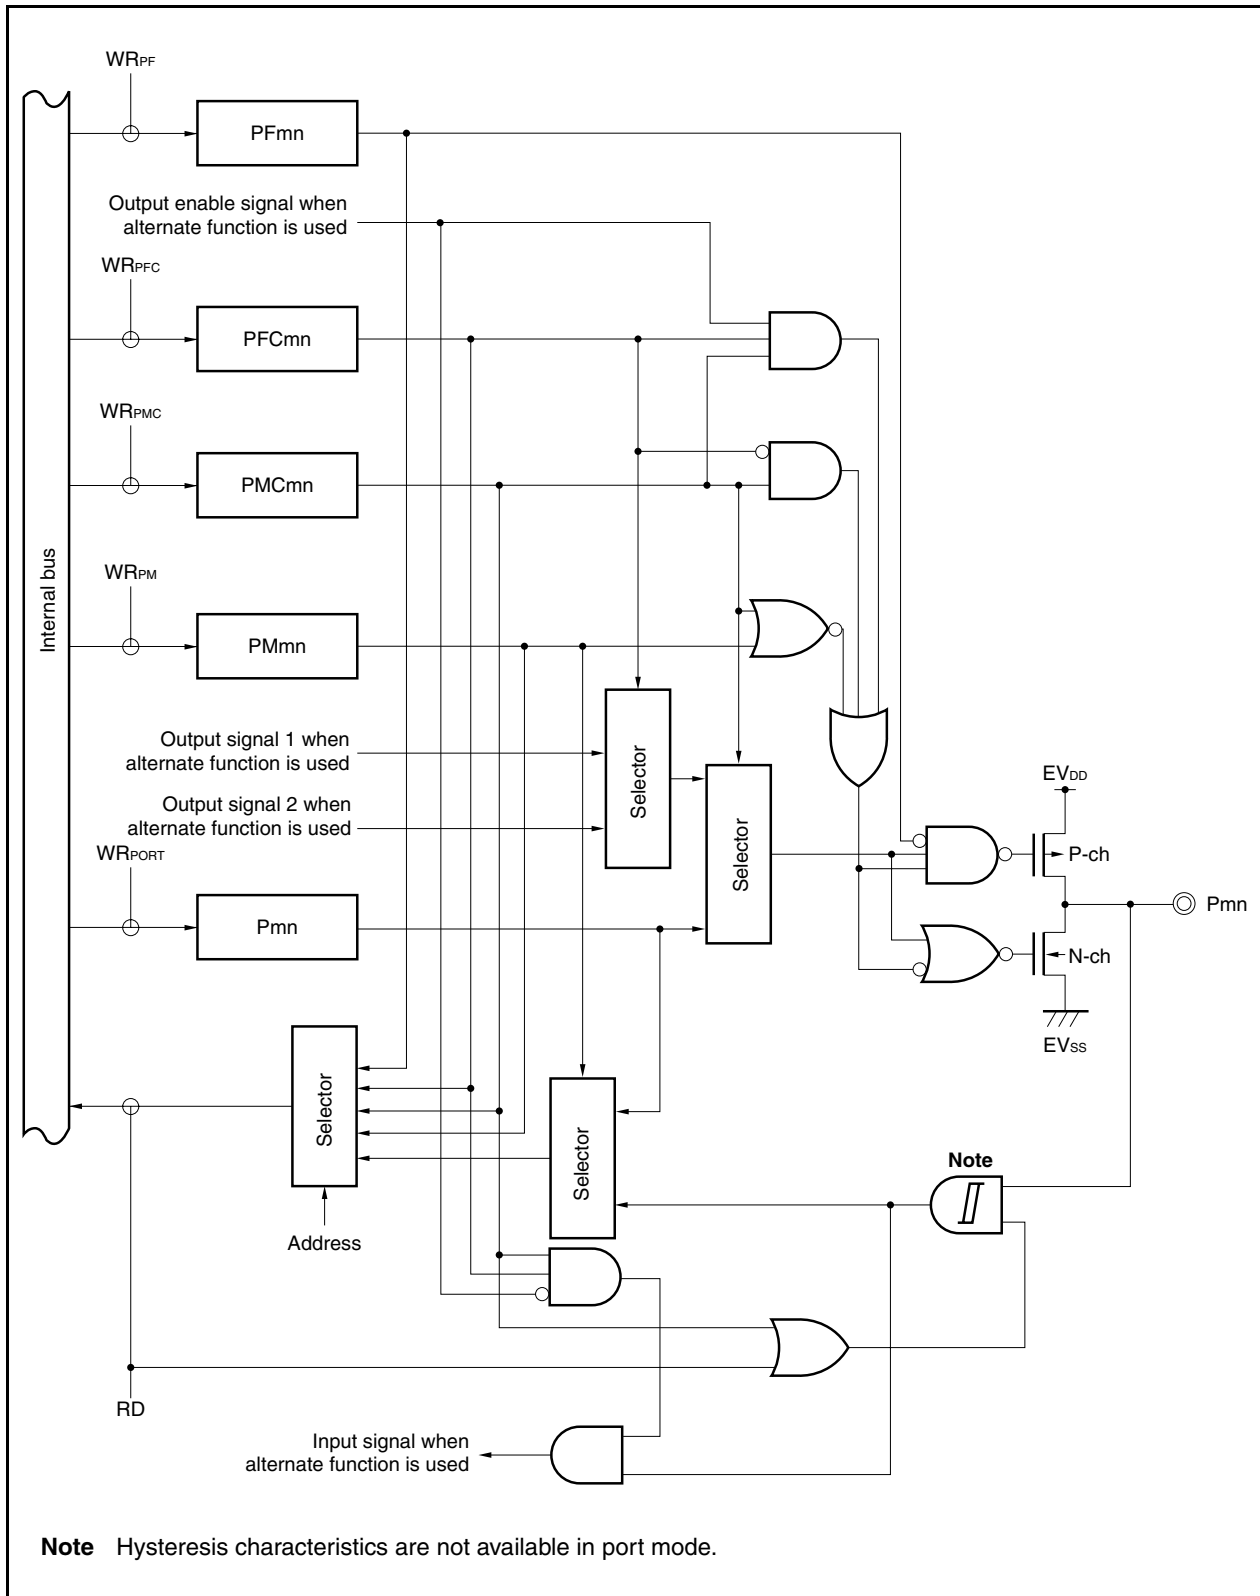 WRPF
PFmn
Output enable signal when
alternate function is used
WRPFC
PFCmn
WRPMC
PMCmn
Internal bus
WRPM
PMmn
Output signal 1 when
alternate function is used
Output signal 2 when
alternate function is used
Selector
Selector
WRPORT
Pmn
EVDD
P-ch
Pmn
N-ch
EVSS
Selector
Selector
Address
Note
RD
Input signal when
alternate function is used
Note Hysteresis characteristics are not available in port mode.